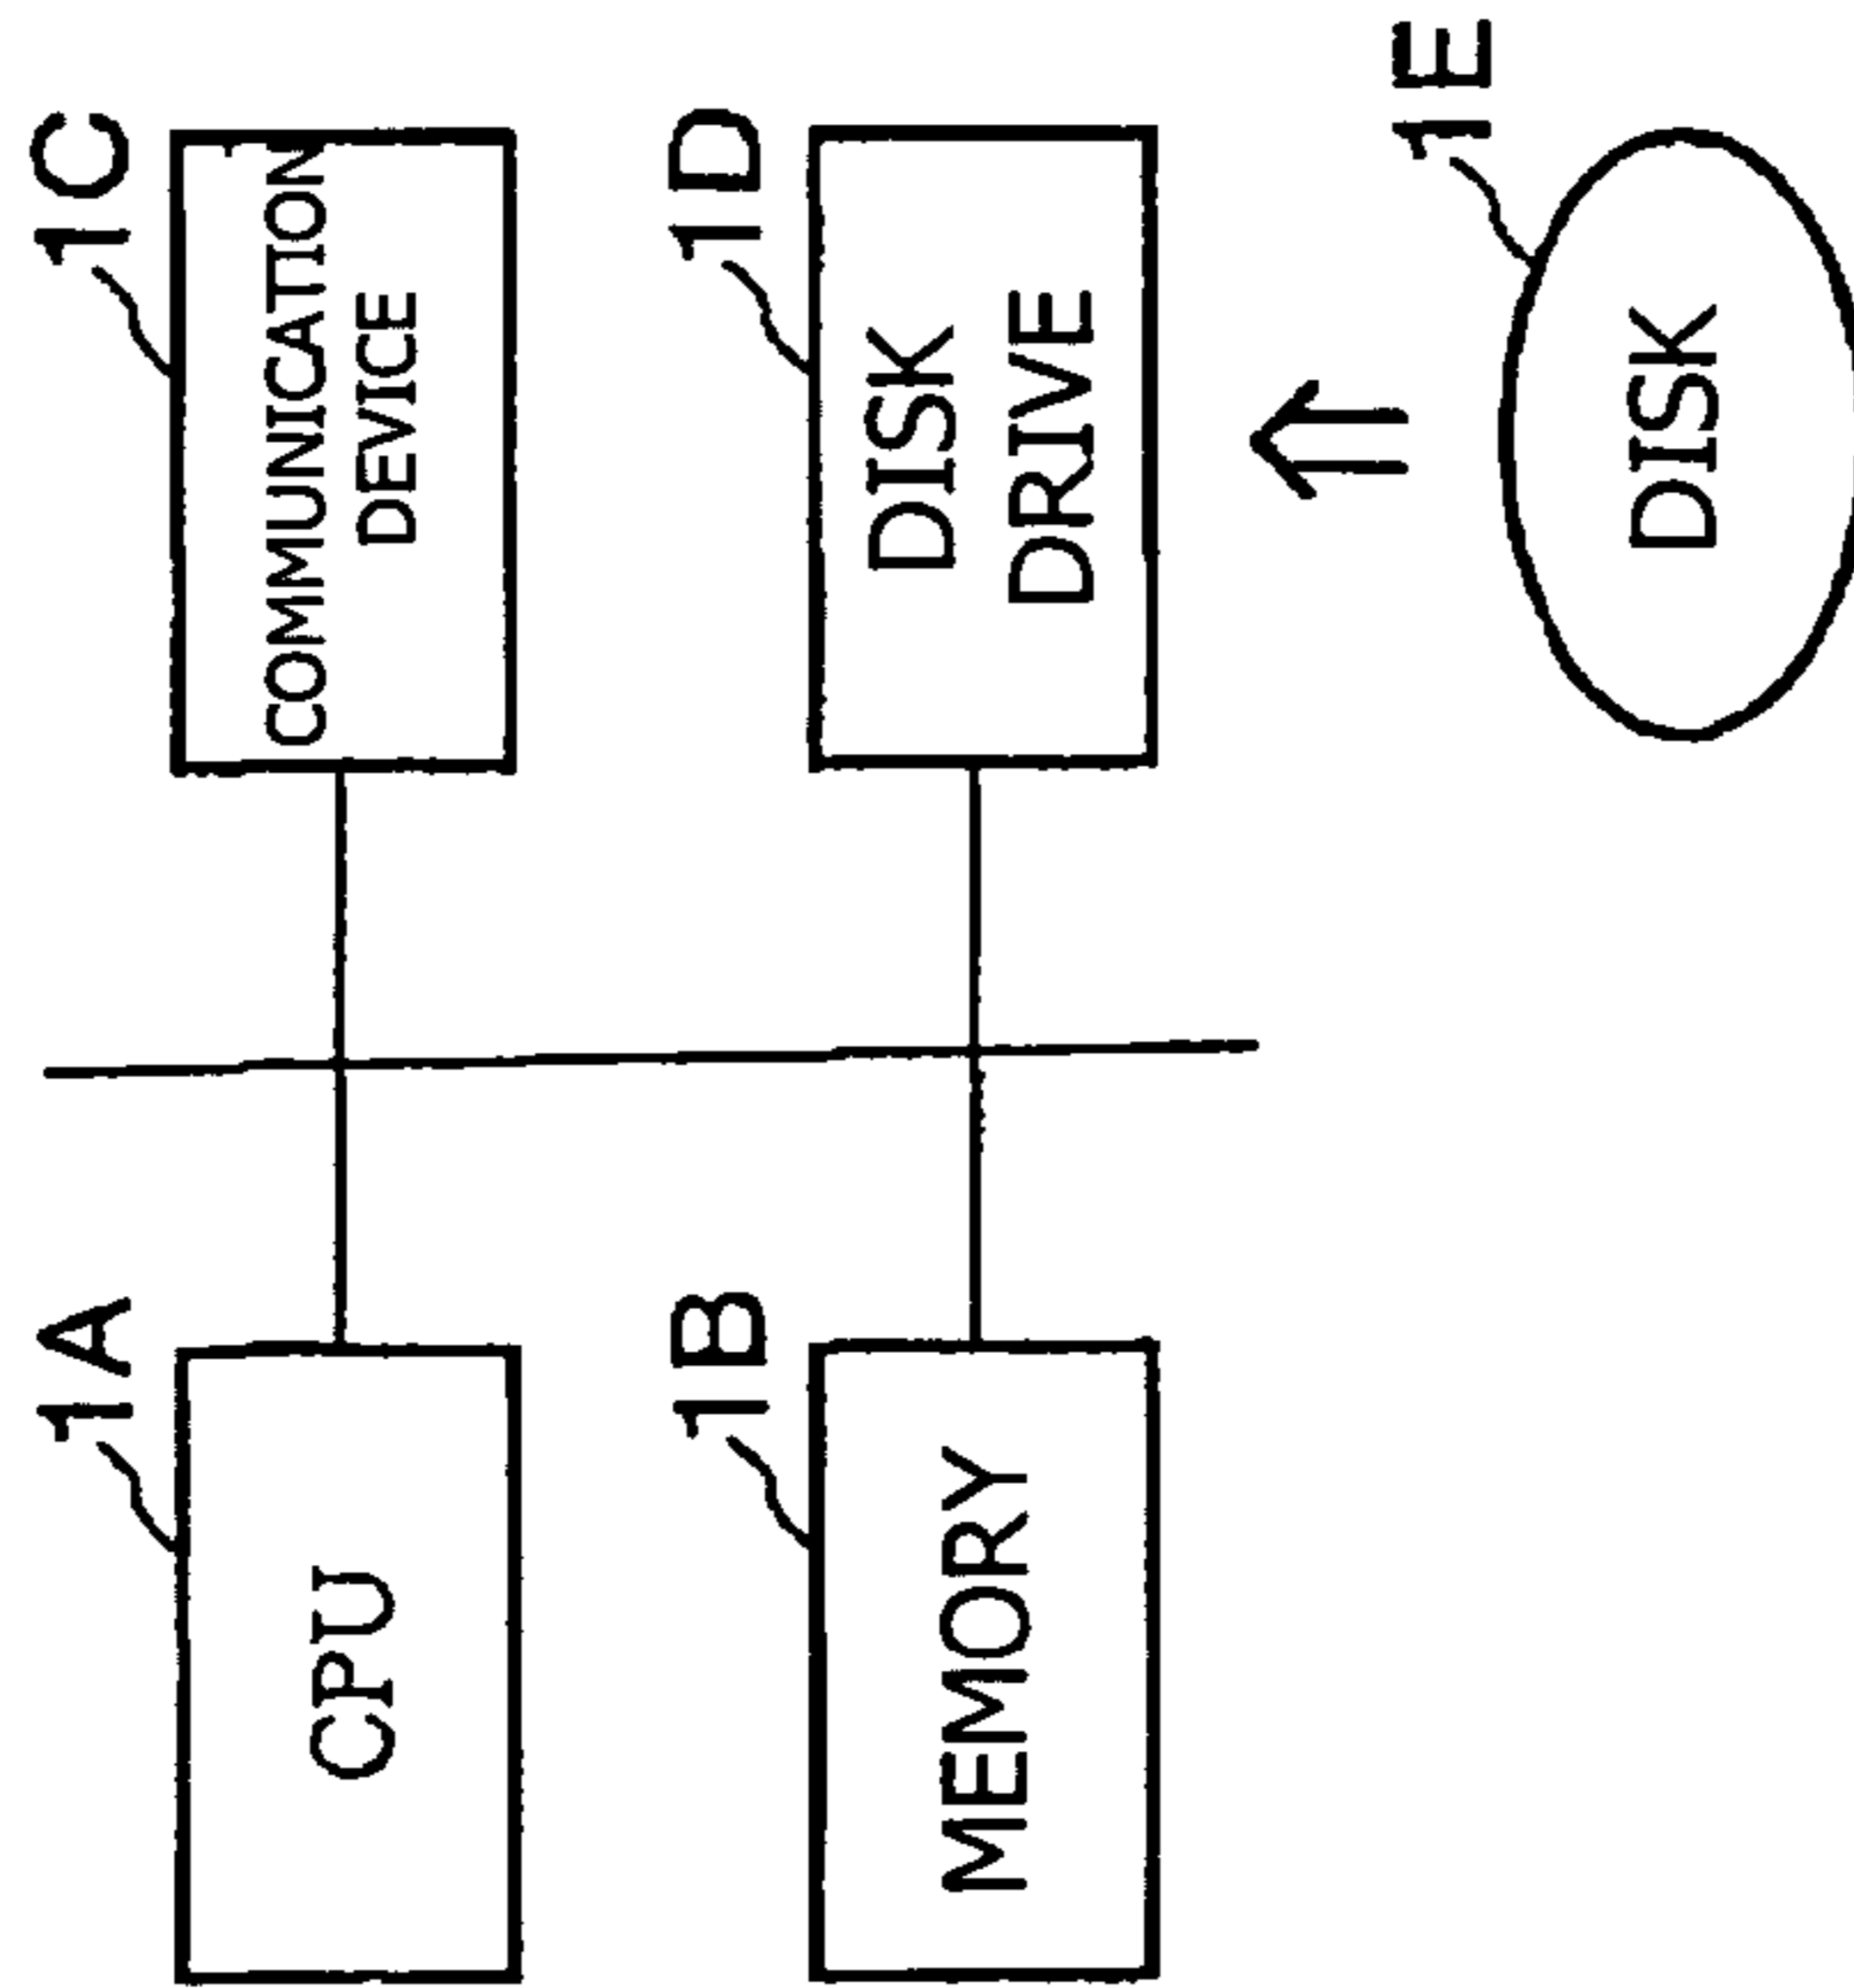 1A
CPU
1C
COMMUNICATION
DEVICE
1B
MEMORY
1D
DISK
DRIVE
1E
DISK